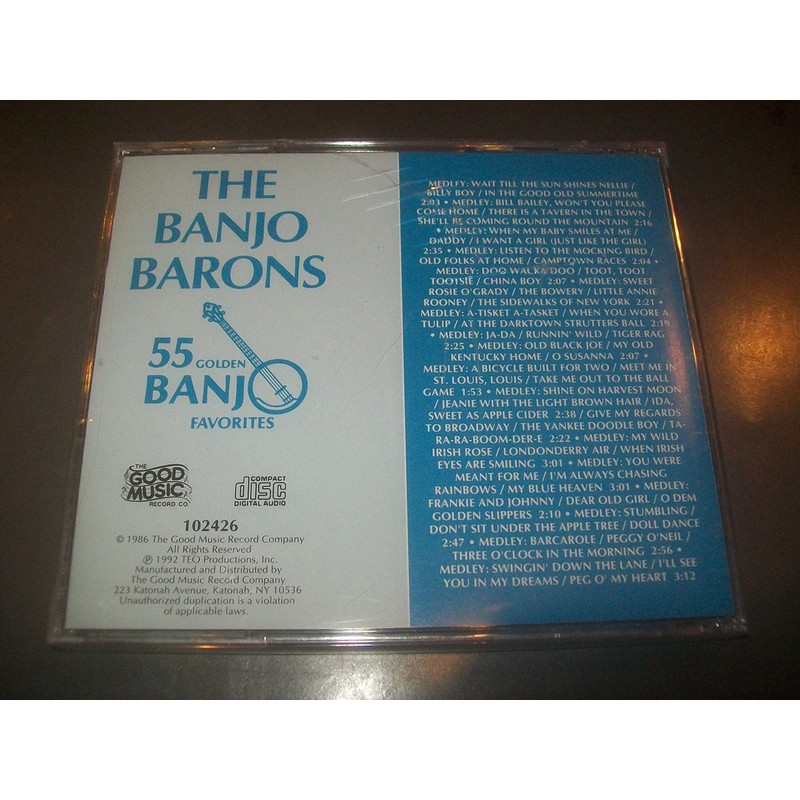 THE
BANJO
BARONS
55 GOLDEN
BANJO
FAVORITES
THE
GOOD
MUSIC
RECORD CO.
COMPACT
disc
DIGITAL AUDIO
102426
© 1986 The Good Music Record Company
All Rights Reserved
℗ 1992 TEO Productions, Inc.
Manufactured and Distributed by
The Good Music Record Company
223 Katonah Avenue, Katonah, NY 10536
Unauthorized duplication is a violation
of applicable laws.
MEDLEY: WAIT TILL THE SUN SHINES NELLIE /
BILLY BOY / IN THE GOOD OLD SUMMERTIME
2:03 • MEDLEY: BILL BAILEY, WON'T YOU PLEASE
COME HOME / THERE IS A TAVERN IN THE TOWN /
SHE'LL BE COMING ROUND THE MOUNTAIN 2:16
• MEDLEY: WHEN MY BABY SMILES AT ME /
DADDY / I WANT A GIRL (JUST LIKE THE GIRL)
2:35 • MEDLEY: LISTEN TO THE MOCKING BIRD /
OLD FOLKS AT HOME / CAMPTOWN RACES 2:04 •
MEDLEY: DOO WACKA DOO / TOOT, TOOT
TOOTSIE / CHINA BOY 2:07 • MEDLEY: SWEET
ROSIE O'GRADY / THE BOWERY / LITTLE ANNIE
ROONEY / THE SIDEWALKS OF NEW YORK 2:21 •
MEDLEY: A-TISKET A-TASKET / WHEN YOU WORE A
TULIP / AT THE DARKTOWN STRUTTERS BALL 2:19
• MEDLEY: JA-DA / RUNNIN' WILD / TIGER RAG
2:25 • MEDLEY: OLD BLACK JOE / MY OLD
KENTUCKY HOME / O SUSANNA 2:07 •
MEDLEY: A BICYCLE BUILT FOR TWO / MEET ME IN
ST. LOUIS, LOUIS / TAKE ME OUT TO THE BALL
GAME 1:53 • MEDLEY: SHINE ON HARVEST MOON
/ JEANIE WITH THE LIGHT BROWN HAIR / IDA,
SWEET AS APPLE CIDER 2:38 / GIVE MY REGARDS
TO BROADWAY / THE YANKEE DOODLE BOY / TA-
RA-RA-BOOM-DER-E 2:22 • MEDLEY: MY WILD
IRISH ROSE / LONDONDERRY AIR / WHEN IRISH
EYES ARE SMILING 3:01 • MEDLEY: YOU WERE
MEANT FOR ME / I'M ALWAYS CHASING
RAINBOWS / MY BLUE HEAVEN 3:01 • MEDLEY:
FRANKIE AND JOHNNY / DEAR OLD GIRL / O DEM
GOLDEN SLIPPERS 2:10 • MEDLEY: STUMBLING /
DON'T SIT UNDER THE APPLE TREE / DOLL DANCE
2:47 • MEDLEY: BARCAROLE / PEGGY O'NEIL /
THREE O'CLOCK IN THE MORNING 2:56 •
MEDLEY: SWINGIN' DOWN THE LANE / I'LL SEE
YOU IN MY DREAMS / PEG O' MY HEART 3:12